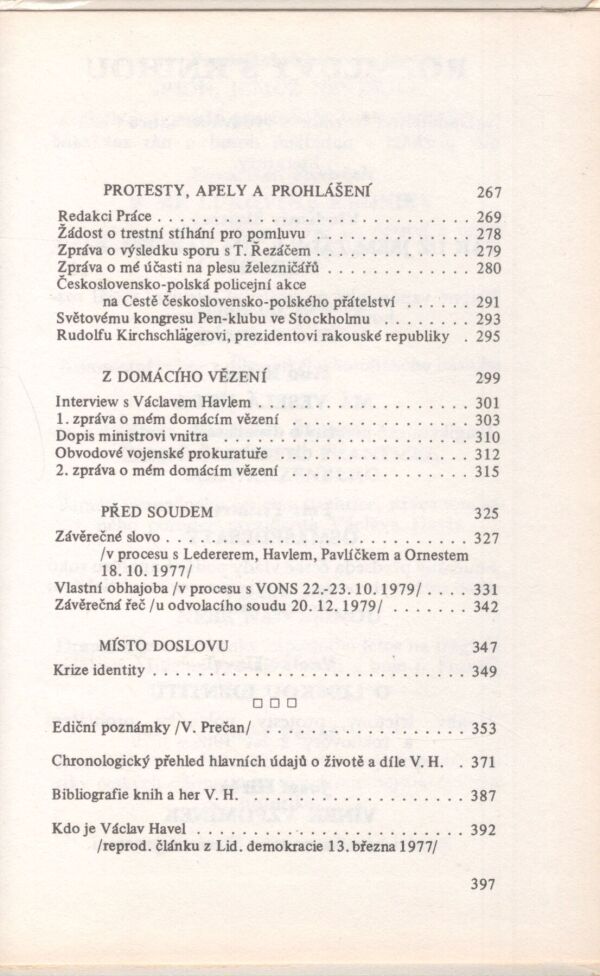 PROTESTY, APELY A PROHLÁŠENÍ 267
Redakci Práce . . . . . . . . . . . . . . . . . . . . . . . . . . . 269
Žádost o trestní stíhání pro pomluvu . . . . . . . . . . . . . . 278
Zpráva o výsledku sporu s T. Řezáčem . . . . . . . . . . . . . 279
Zpráva o mé účasti na plesu železničářů . . . . . . . . . . . . 280
Československo-polská policejní akce
na Cestě československo-polského přátelství . . . . . . 291
Světovému kongresu Pen-klubu ve Stockholmu . . . . . . . 293
Rudolfu Kirchschlägerovi, prezidentovi rakouské republiky . 295
Z DOMÁCÍHO VĚZENÍ 299
Interview s Václavem Havlem . . . . . . . . . . . . . . . . . . . 301
1. zpráva o mém domácím vězení . . . . . . . . . . . . . . . . 303
Dopis ministrovi vnitra . . . . . . . . . . . . . . . . . . . . . . 310
Obvodové vojenské prokuratuře . . . . . . . . . . . . . . . . . 312
2. zpráva o mém domácím vězení . . . . . . . . . . . . . . . . 315
PŘED SOUDEM 325
Závěrečné slovo . . . . . . . . . . . . . . . . . . . . . . . . . . 327
/v procesu s Ledererem, Havlem, Pavlíčkem a Ornestem
18. 10. 1977/
Vlastní obhajoba /v procesu s VONS 22.-23. 10. 1979/ . . . . 331
Závěrečná řeč /u odvolacího soudu 20. 12. 1979/ . . . . . . . 342
MÍSTO DOSLOVU 347
Krize identity . . . . . . . . . . . . . . . . . . . . . . . . . . . . 349
□ □ □
Ediční poznámky /V. Prečan/ . . . . . . . . . . . . . . . . . . 353
Chronologický přehled hlavních údajů o životě a díle V. H. . 371
Bibliografie knih a her V. H. . . . . . . . . . . . . . . . . . . . 387
Kdo je Václav Havel . . . . . . . . . . . . . . . . . . . . . . . . 392
/reprod. článku z Lid. demokracie 13. března 1977/
397